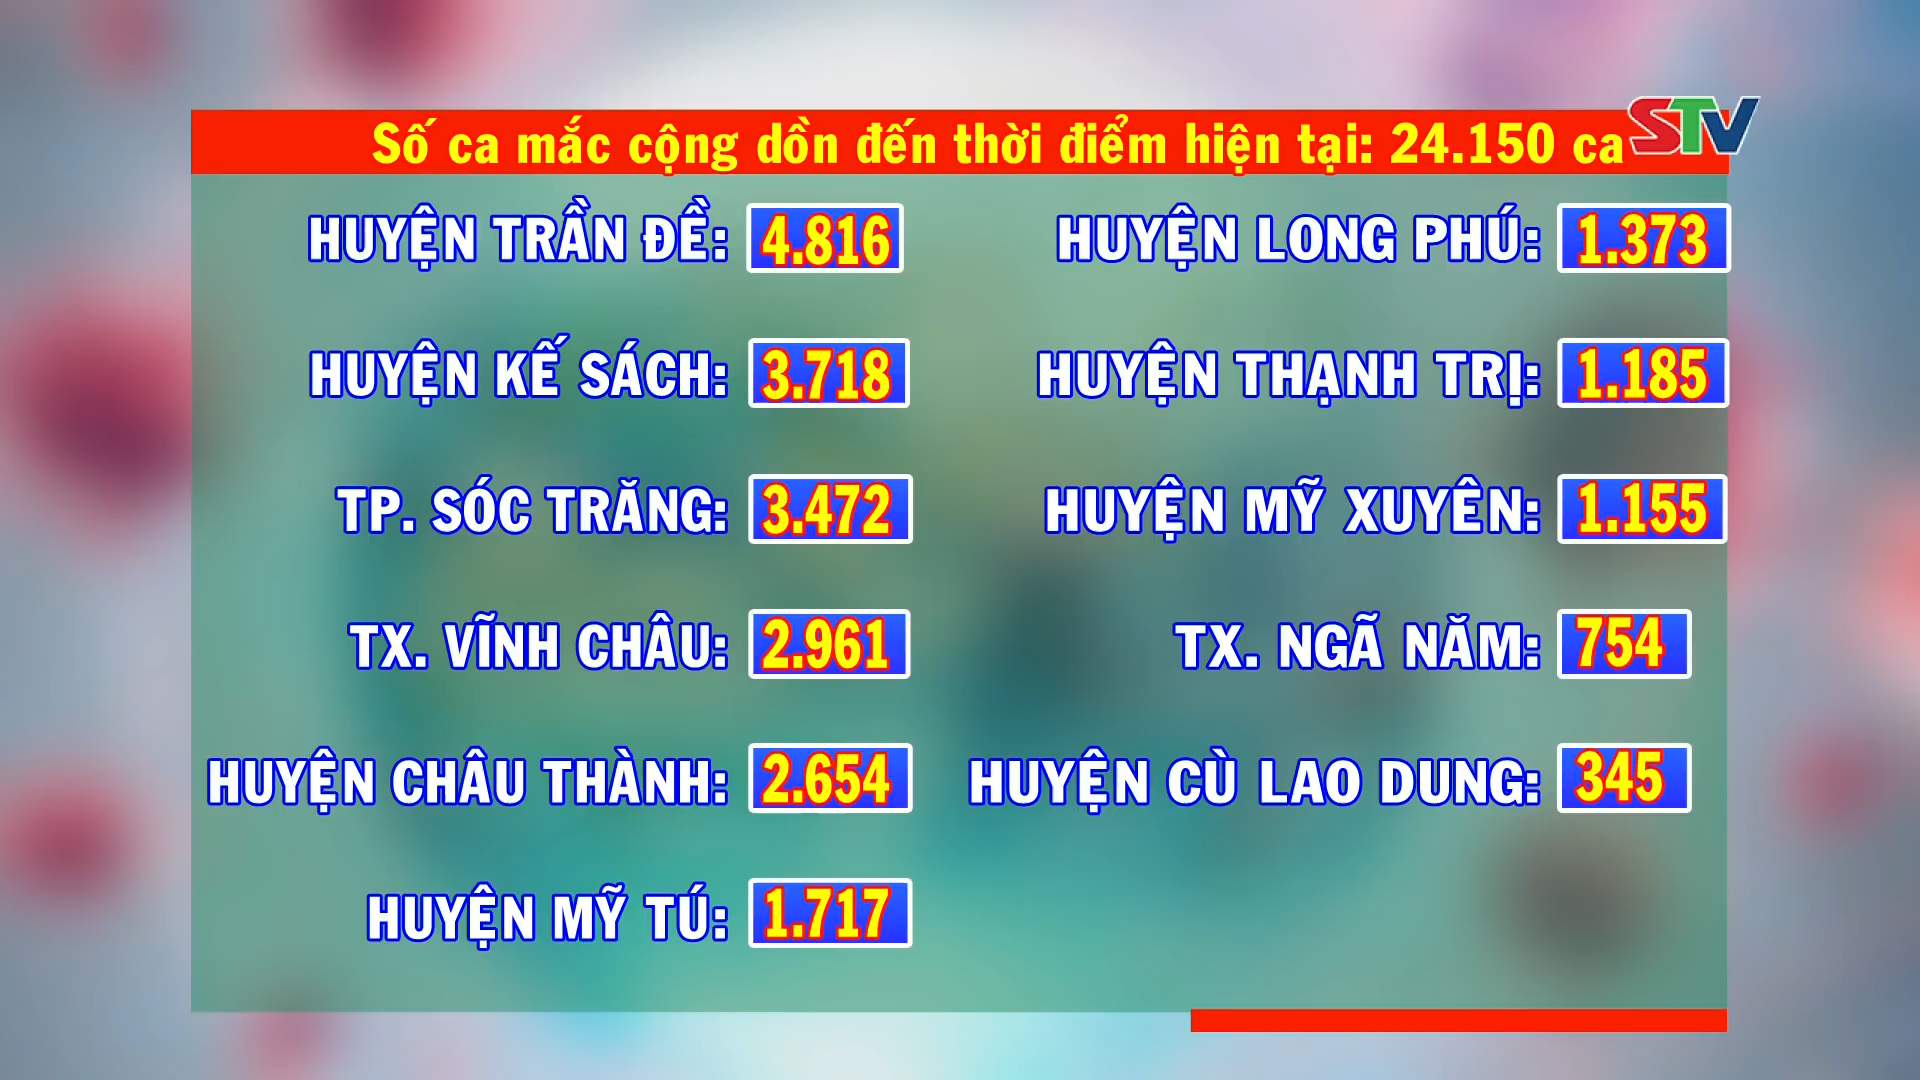 STV
Số ca mắc cộng dồn đến thời điểm hiện tại: 24.150 ca
HUYỆN TRẦN ĐỀ: 4.816
HUYỆN KẾ SÁCH: 3.718
TP. SÓC TRĂNG: 3.472
TX. VĨNH CHÂU: 2.961
HUYỆN CHÂU THÀNH: 2.654
HUYỆN MỸ TÚ: 1.717
HUYỆN LONG PHÚ: 1.373
HUYỆN THẠNH TRỊ: 1.185
HUYỆN MỸ XUYÊN: 1.155
TX. NGÃ NĂM: 754
HUYỆN CÙ LAO DUNG: 345